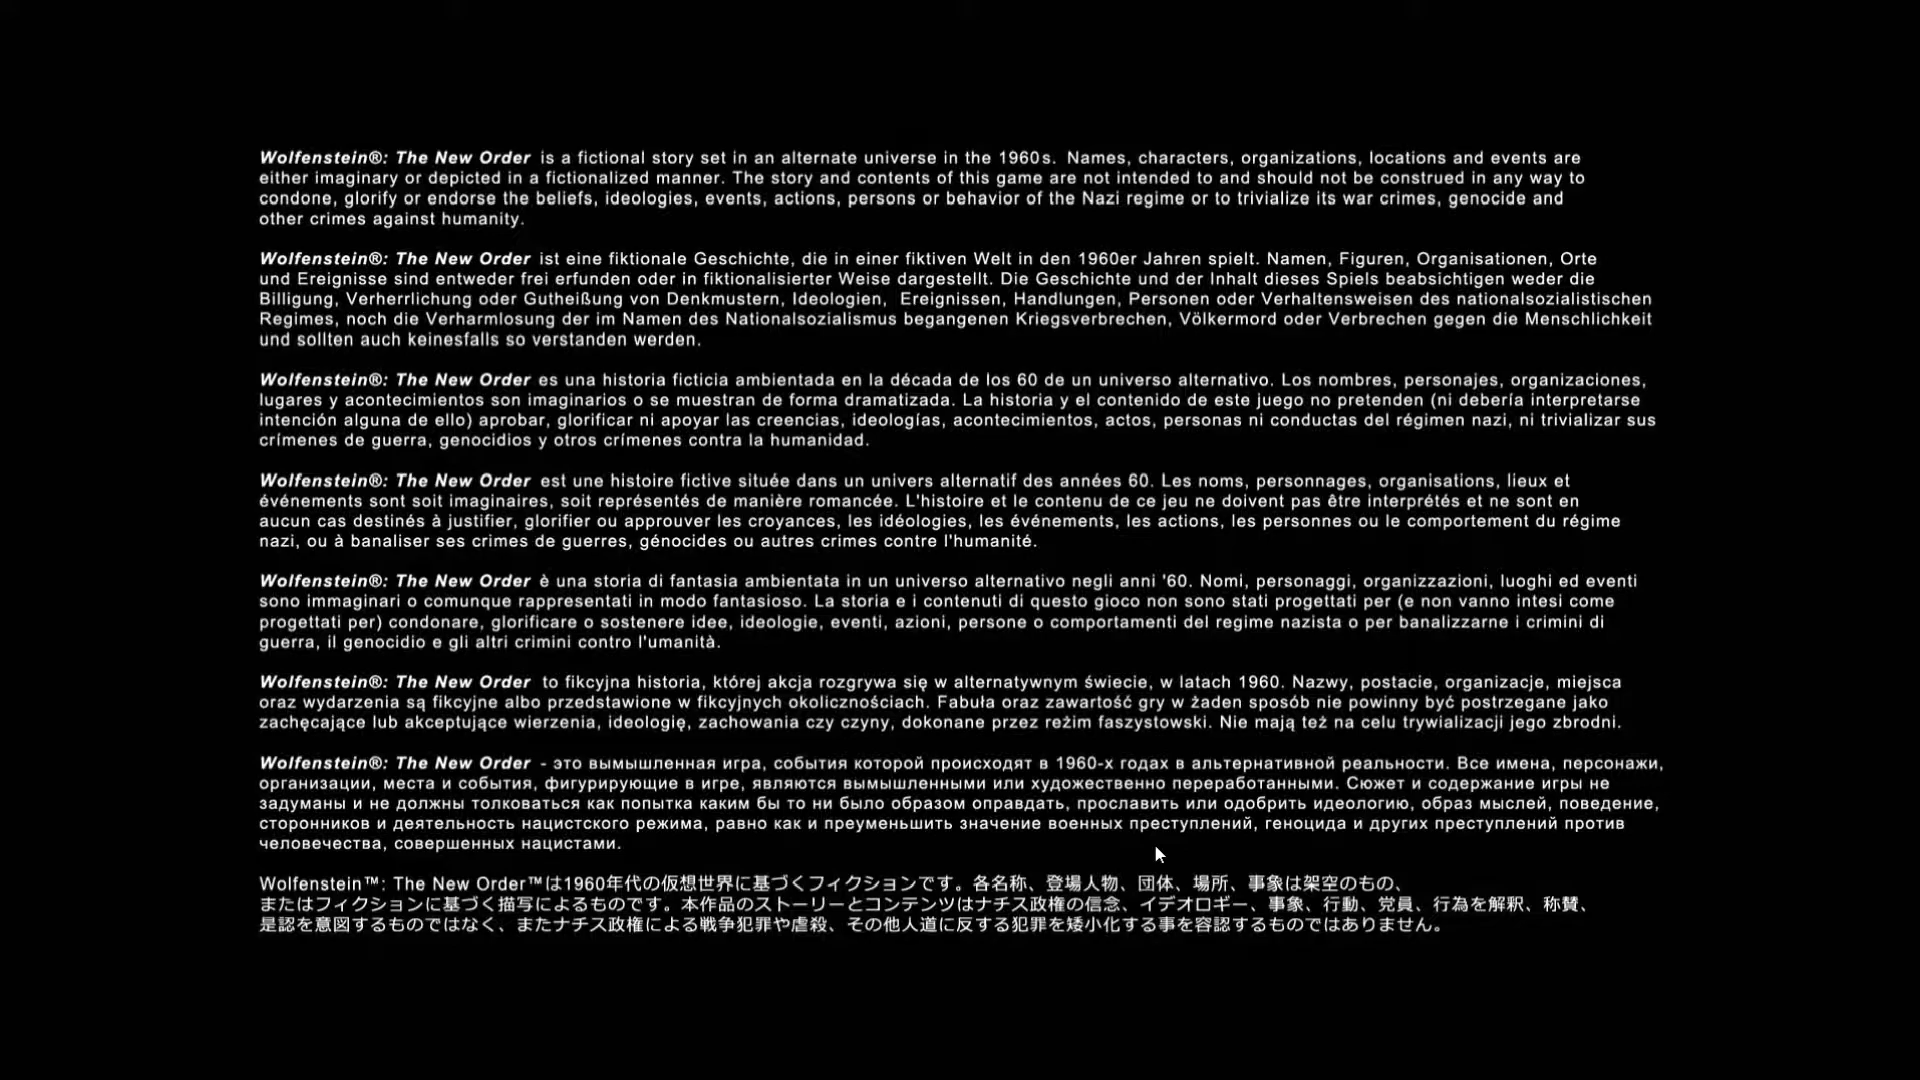 Wolfenstein®: The New Order is a fictional story set in an alternate universe in the 1960s. Names, characters, organizations, locations and events are
either imaginary or depicted in a fictionalized manner. The story and contents of this game are not intended to and should not be construed in any way to
condone, glorify or endorse the beliefs, ideologies, events, actions, persons or behavior of the Nazi regime or to trivialize its war crimes, genocide and
other crimes against humanity.
Wolfenstein®: The New Order ist eine fiktionale Geschichte, die in einer fiktiven Welt in den 1960er Jahren spielt. Namen, Figuren, Organisationen, Orte
und Ereignisse sind entweder frei erfunden oder in fiktionalisierter Weise dargestellt. Die Geschichte und der Inhalt dieses Spiels beabsichtigen weder die
Billigung, Verherrlichung oder Gutheißung von Denkmustern, Ideologien, Ereignissen, Handlungen, Personen oder Verhaltensweisen des nationalsozialistischen
Regimes, noch die Verharmlosung der im Namen des Nationalsozialismus begangenen Kriegsverbrechen, Völkermord oder Verbrechen gegen die Menschlichkeit
und sollten auch keinesfalls so verstanden werden.
Wolfenstein®: The New Order es una historia ficticia ambientada en la década de los 60 de un universo alternativo. Los nombres, personajes, organizaciones,
lugares y acontecimientos son imaginarios o se muestran de forma dramatizada. La historia y el contenido de este juego no pretenden (ni debería interpretarse
intención alguna de ello) aprobar, glorificar ni apoyar las creencias, ideologías, acontecimientos, actos, personas ni conductas del régimen nazi, ni trivializar sus
crímenes de guerra, genocidios y otros crímenes contra la humanidad.
Wolfenstein®: The New Order est une histoire fictive située dans un univers alternatif des années 60. Les noms, personnages, organisations, lieux et
événements sont soit imaginaires, soit représentés de manière romancée. L'histoire et le contenu de ce jeu ne doivent pas être interprétés et ne sont en
aucun cas destinés à justifier, glorifier ou approuver les croyances, les idéologies, les événements, les actions, les personnes ou le comportement du régime
nazi, ou à banaliser ses crimes de guerres, génocides ou autres crimes contre l'humanité.
Wolfenstein®: The New Order è una storia di fantasia ambientata in un universo alternativo negli anni '60. Nomi, personaggi, organizzazioni, luoghi ed eventi
sono immaginari o comunque rappresentati in modo fantasioso. La storia e i contenuti di questo gioco non sono stati progettati per (e non vanno intesi come
progettati per) condonare, glorificare o sostenere idee, ideologie, eventi, azioni, persone o comportamenti del regime nazista o per banalizzarne i crimini di
guerra, il genocidio e gli altri crimini contro l'umanità.
Wolfenstein®: The New Order to fikcyjna historia, której akcja rozgrywa się w alternatywnym świecie, w latach 1960. Nazwy, postacie, organizacje, miejsca
oraz wydarzenia są fikcyjne albo przedstawione w fikcyjnych okolicznościach. Fabuła oraz zawartość gry w żaden sposób nie powinny być postrzegane jako
zachęcające lub akceptujące wierzenia, ideologię, zachowania czy czyny, dokonane przez reżim faszystowski. Nie mają też na celu trywializacji jego zbrodni.
Wolfenstein®: The New Order - это вымышленная игра, события которой происходят в 1960-х годах в альтернативной реальности. Все имена, персонажи,
организации, места и события, фигурирующие в игре, являются вымышленными или художественно переработанными. Сюжет и содержание игры не
задуманы и не должны толковаться как попытка каким бы то ни было образом оправдать, прославить или одобрить идеологию, образ мыслей, поведение,
сторонников и деятельность нацистского режима, равно как и преуменьшить значение военных преступлений, геноцида и других преступлений против
человечества, совершенных нацистами.
Wolfenstein™: The New Order™は1960年代の仮想世界に基づくフィクションです。各名称、登場人物、団体、場所、事象は架空のもの、
またはフィクションに基づく描写によるものです。本作品のストーリーとコンテンツはナチス政権の信念、イデオロギー、事象、行動、党員、行為を解釈、称賛、
是認を意図するものではなく、またナチス政権による戦争犯罪や虐殺、その他人道に反する犯罪を矮小化する事を容認するものではありません。